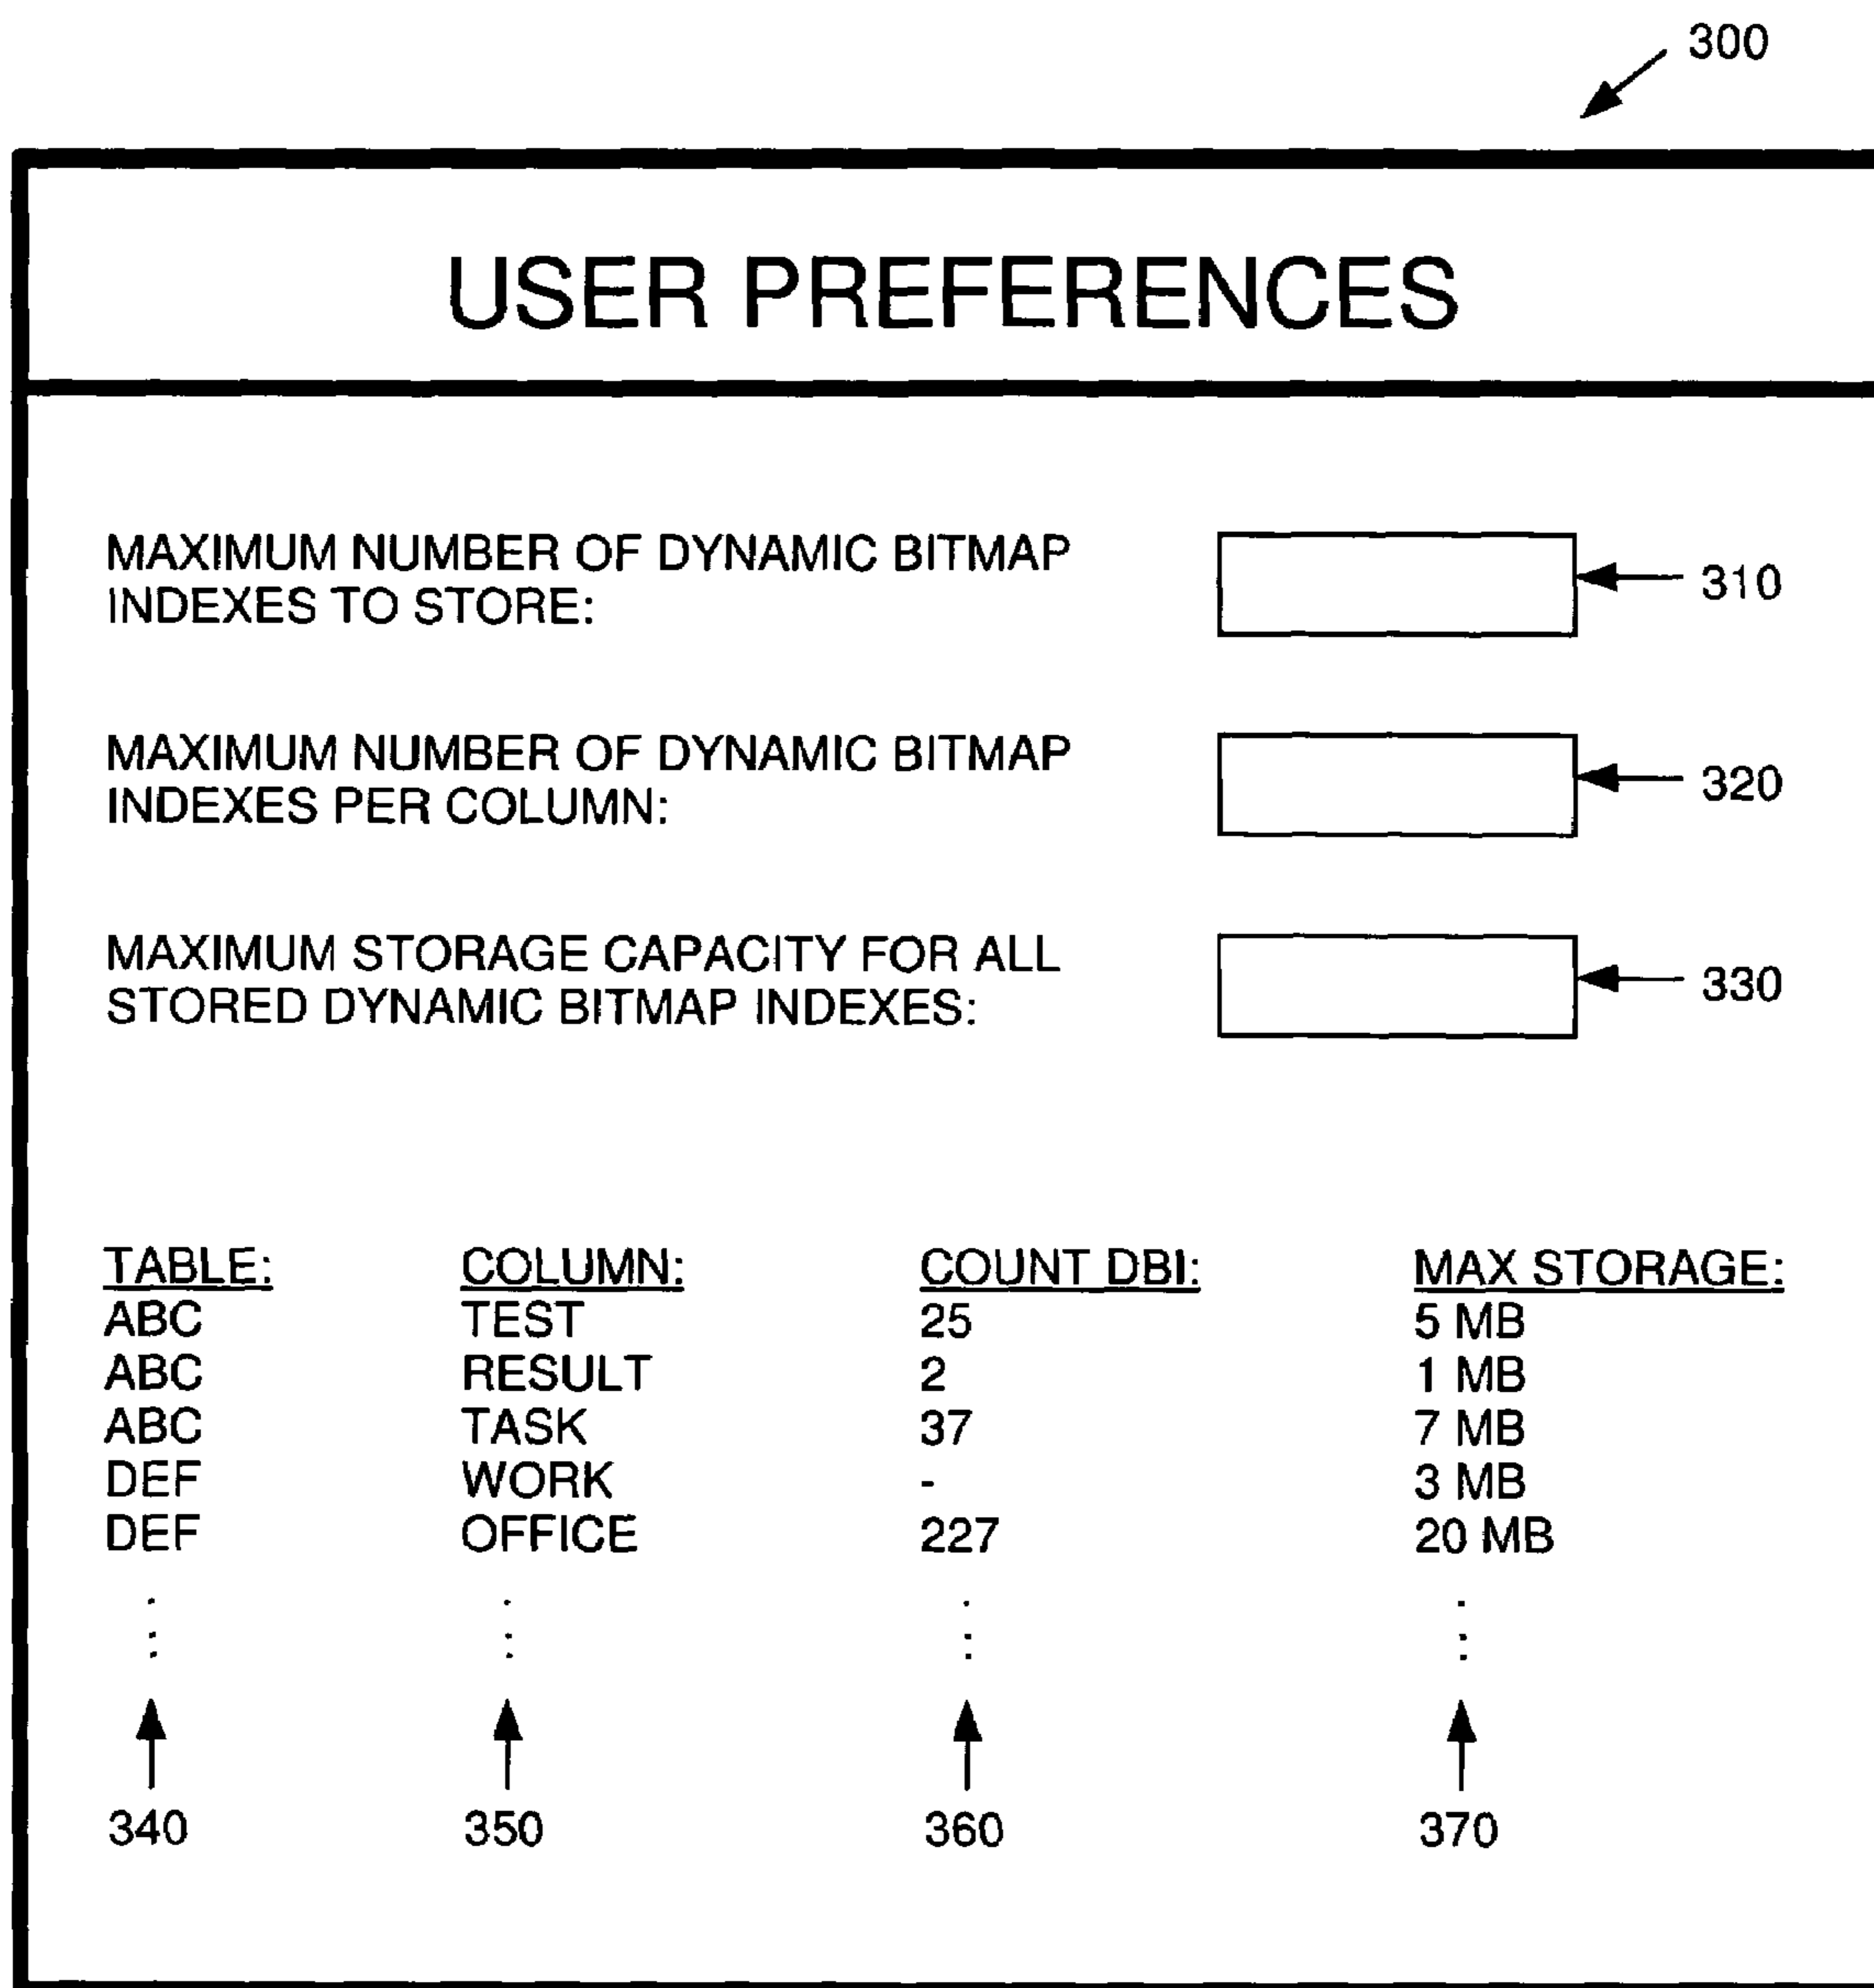 300
USER PREFERENCES
MAXIMUM NUMBER OF DYNAMIC BITMAP
INDEXES TO STORE:
310
MAXIMUM NUMBER OF DYNAMIC BITMAP
INDEXES PER COLUMN:
320
MAXIMUM STORAGE CAPACITY FOR ALL
STORED DYNAMIC BITMAP INDEXES:
330
TABLE: COLUMN: COUNT DBI: MAX STORAGE:
ABC TEST 25 5 MB
ABC RESULT 2 1 MB
ABC TASK 37 7 MB
DEF WORK - 3 MB
DEF OFFICE 227 20 MB
340 350 360 370